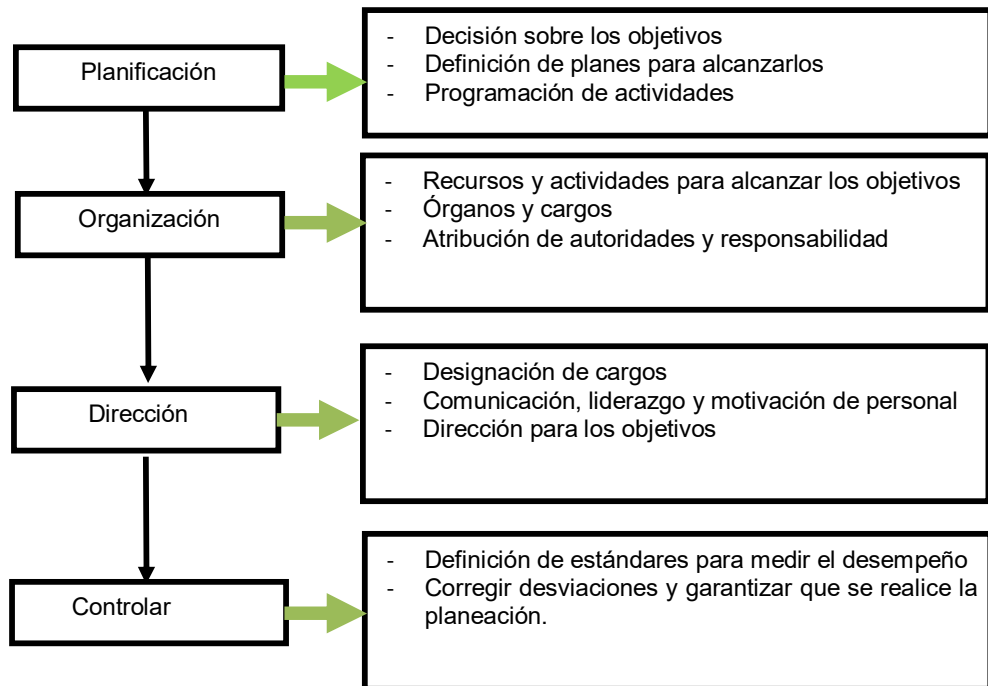 Planificación
- Decisión sobre los objetivos
- Definición de planes para alcanzarlos
- Programación de actividades
Organización
- Recursos y actividades para alcanzar los objetivos
- Órganos y cargos
- Atribución de autoridades y responsabilidad
Dirección
- Designación de cargos
- Comunicación, liderazgo y motivación de personal
- Dirección para los objetivos
Controlar
- Definición de estándares para medir el desempeño
- Corregir desviaciones y garantizar que se realice la
planeación.